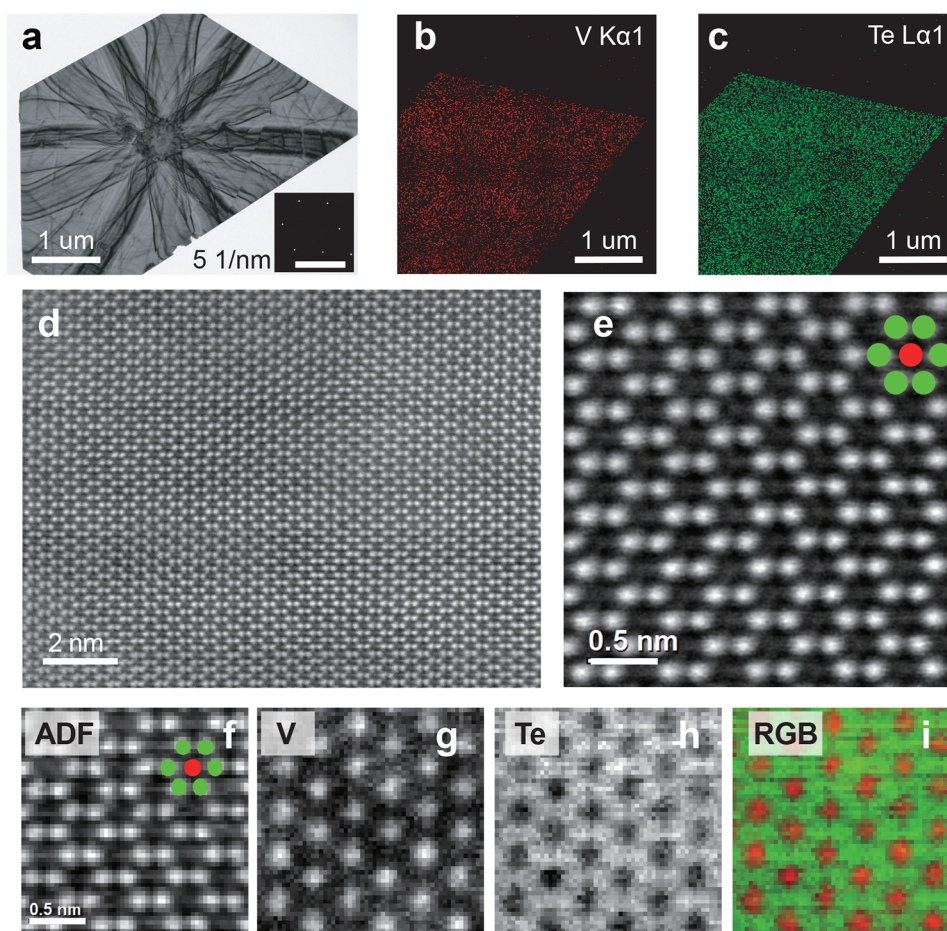 a
1 um
5 1/nm
b
V Kα1
1 um
c
Te Lα1
1 um
d
2 nm
e
0.5 nm
ADF
f
0.5 nm
V
g
Te
h
RGB
i